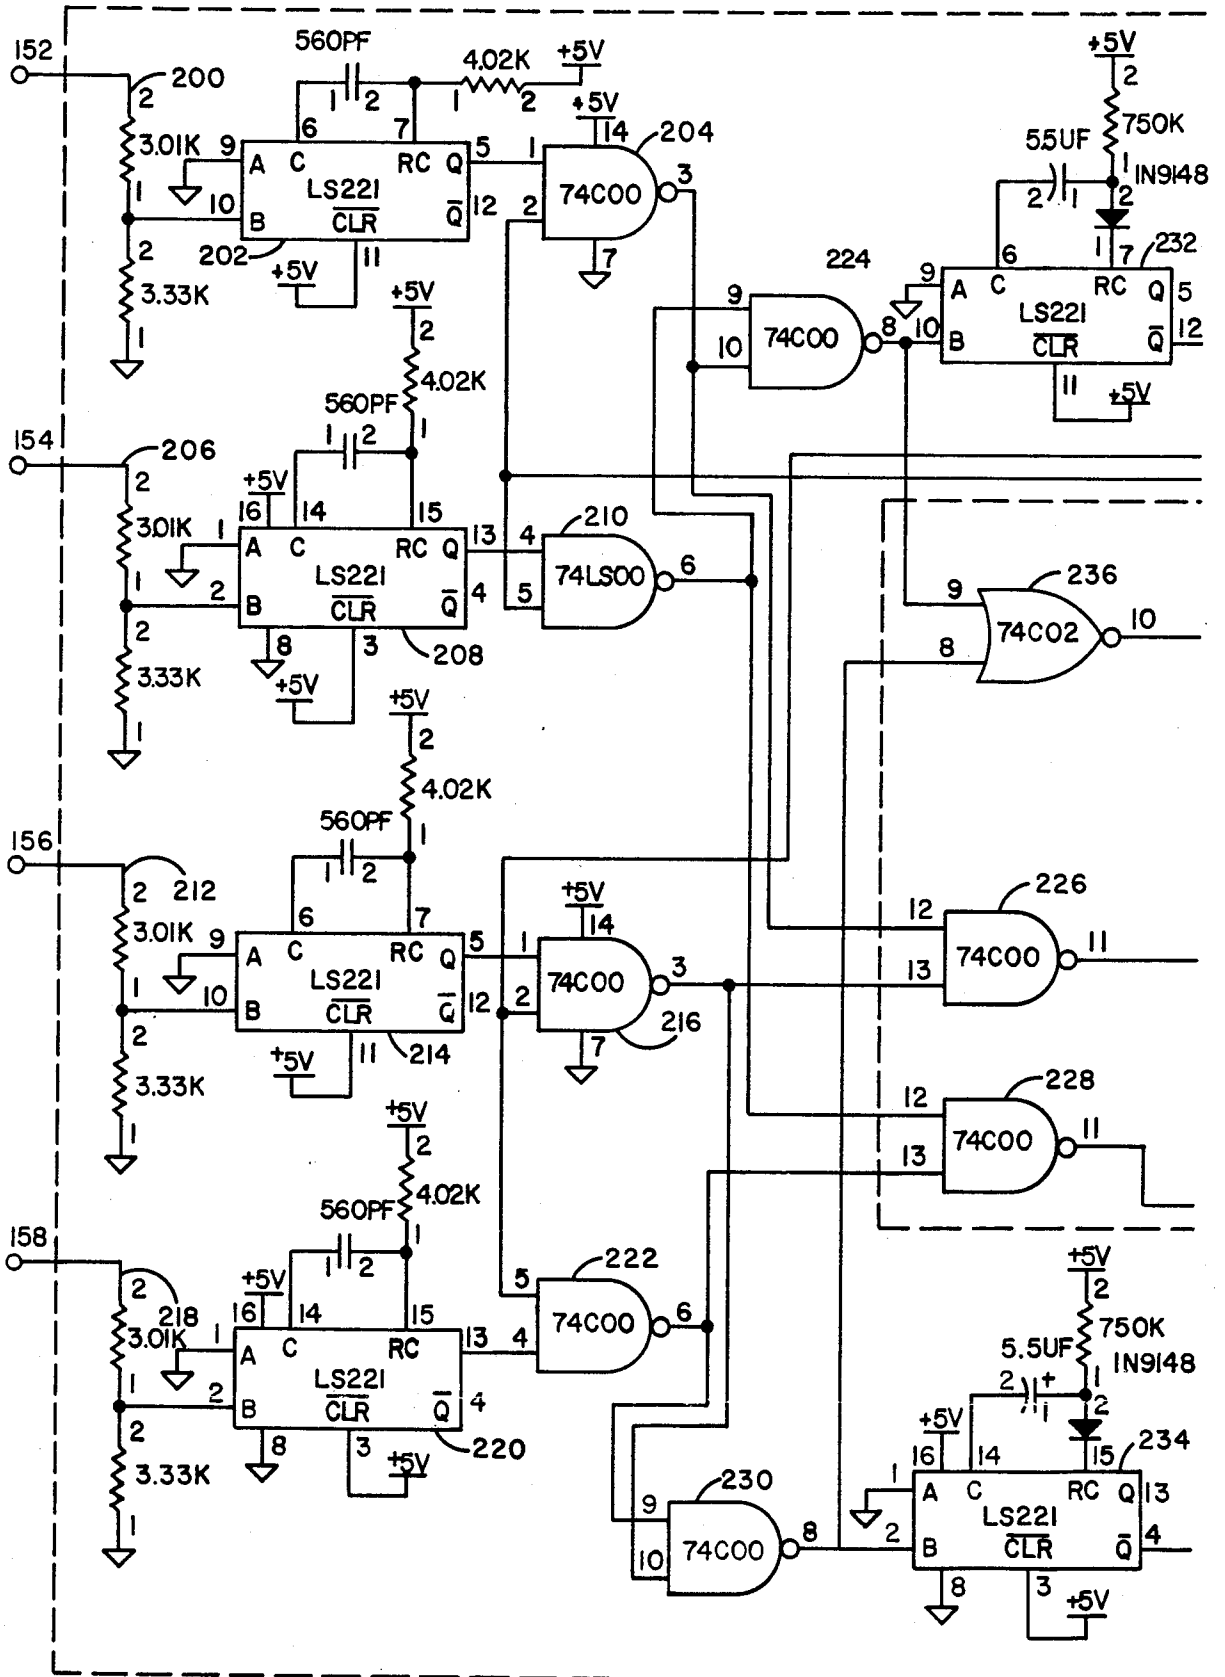 152
200
560PF
1 2
4.02K
1 2
+5V
2
3.01K
1
9 A
6 C
7 RC
Q 5
LS221
CLR
Q 12
10 B
202
11
+5V
2
3.33K
1
+5V
14
204
1
2
74C00
3
7
224
9
10
74C00
8
+5V
2
750K
1
5.5UF
2 1
1N9148
2
1
232
9 A
6 C
7 RC
Q 5
LS221
CLR
Q 12
10 B
11
+5V
154
206
+5V
2
4.02K
1
560PF
1 2
2
3.01K
1
+5V
16
14 C
15 RC
1 A
Q 13
LS221
CLR
Q 4
2 B
8
3
208
+5V
2
3.33K
1
210
4
5
74LS00
6
236
9
8
74C02
10
156
212
+5V
2
4.02K
1
560PF
1 2
2
3.01K
1
9 A
6 C
7 RC
Q 5
LS221
CLR
Q 12
10 B
11
214
+5V
2
3.33K
1
+5V
14
1
2
74C00
3
216
7
226
12
13
74C00
11
228
12
13
74C00
11
158
218
+5V
2
4.02K
1
560PF
1 2
2
3.01K
1
+5V
16
14 C
15 RC
1 A
13
LS221
CLR
Q 4
2 B
8
3
220
+5V
2
3.33K
1
222
5
4
74C00
6
230
9
10
74C00
8
+5V
2
750K
1
5.5UF
2 + 1
1N9148
2
234
+5V
16
14 C
15 RC
1 A
Q 13
LS221
CLR
Q 4
2 B
8
3
+5V